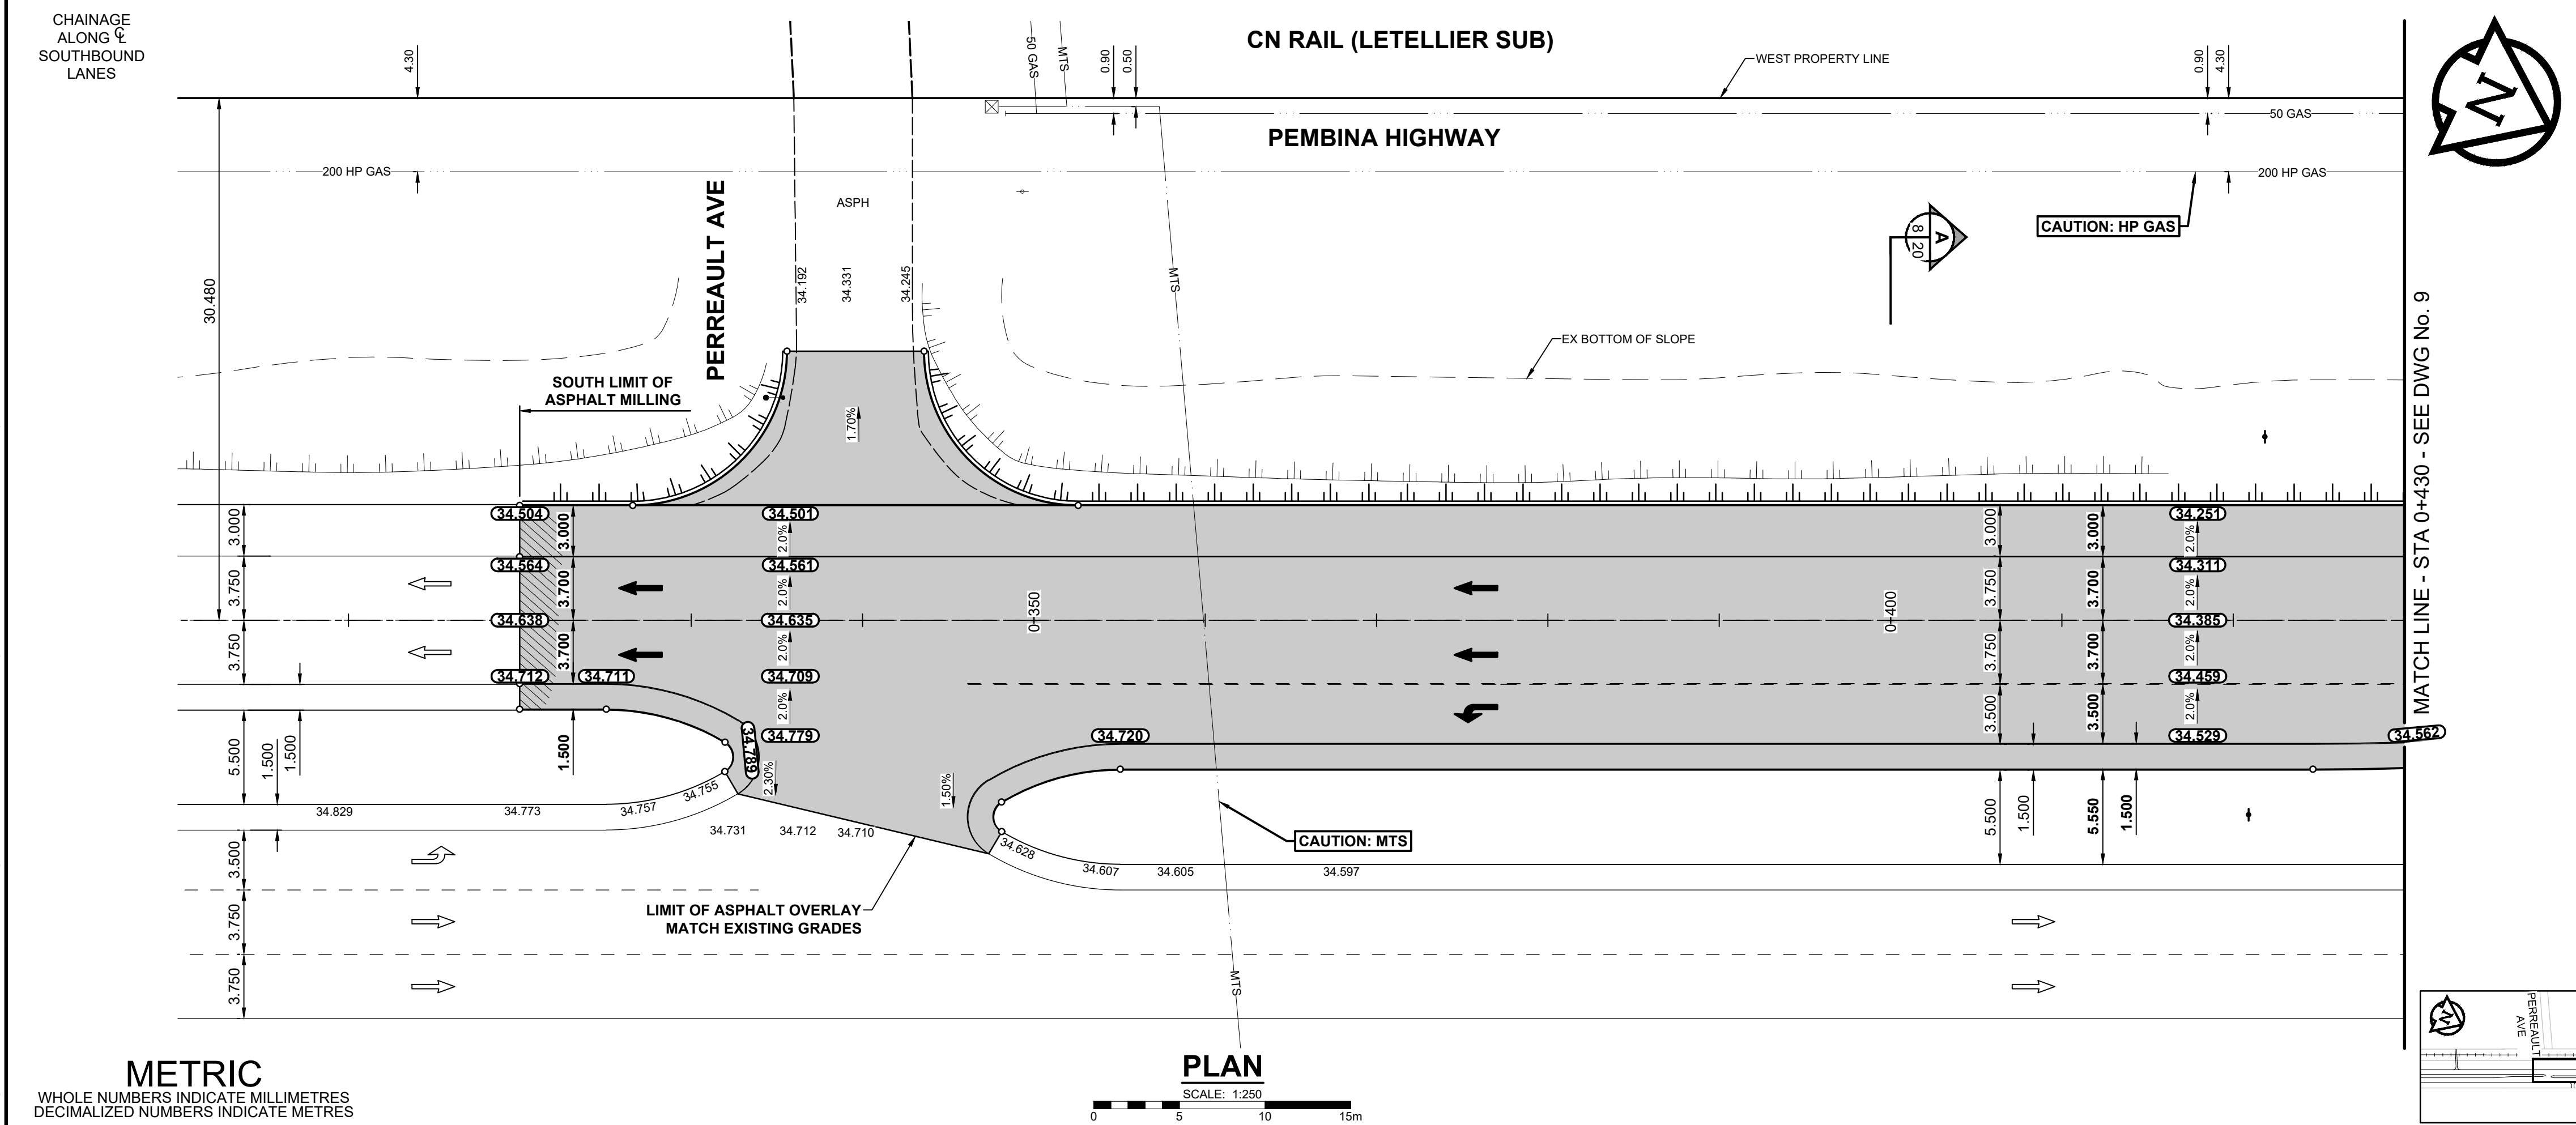 CHAINAGE
ALONG ℄
SOUTHBOUND
LANES
CN RAIL (LETELLIER SUB)
WEST PROPERTY LINE
4.30
50 GAS
MTS
0.90
0.50
0.90
4.30
N
50 GAS
PEMBINA HIGHWAY
200 HP GAS
200 HP GAS
CAUTION: HP GAS
A
8
20
PERREAULT AVE
ASPH
34.192
34.331
34.245
MTS
30.480
EX BOTTOM OF SLOPE
SOUTH LIMIT OF
ASPHALT MILLING
1.70%
MATCH LINE - STA 0+430 - SEE DWG No. 9
3.000
34.504
3.000
34.501
2.0%
3.000
3.000
34.251
2.0%
3.750
34.564
3.700
34.561
2.0%
3.750
3.700
34.311
2.0%
34.638
34.635
0+350
0+400
34.385
3.750
3.700
2.0%
3.750
3.700
2.0%
34.712
34.711
34.709
34.459
2.0%
3.500
3.500
2.0%
34.779
34.720
34.529
34.562
34.789
5.500
1.500
1.500
1.500
2.30%
1.50%
5.500
1.500
5.550
1.500
34.829
34.773
34.757
34.755
34.731
34.712
34.710
34.628
34.607
34.605
34.597
CAUTION: MTS
3.500
3.750
3.750
LIMIT OF ASPHALT OVERLAY
MATCH EXISTING GRADES
MTS
METRIC
WHOLE NUMBERS INDICATE MILLIMETRES
DECIMALIZED NUMBERS INDICATE METRES
PLAN
SCALE: 1:250
0
5
10
15m
N
PERREAULT
AVE